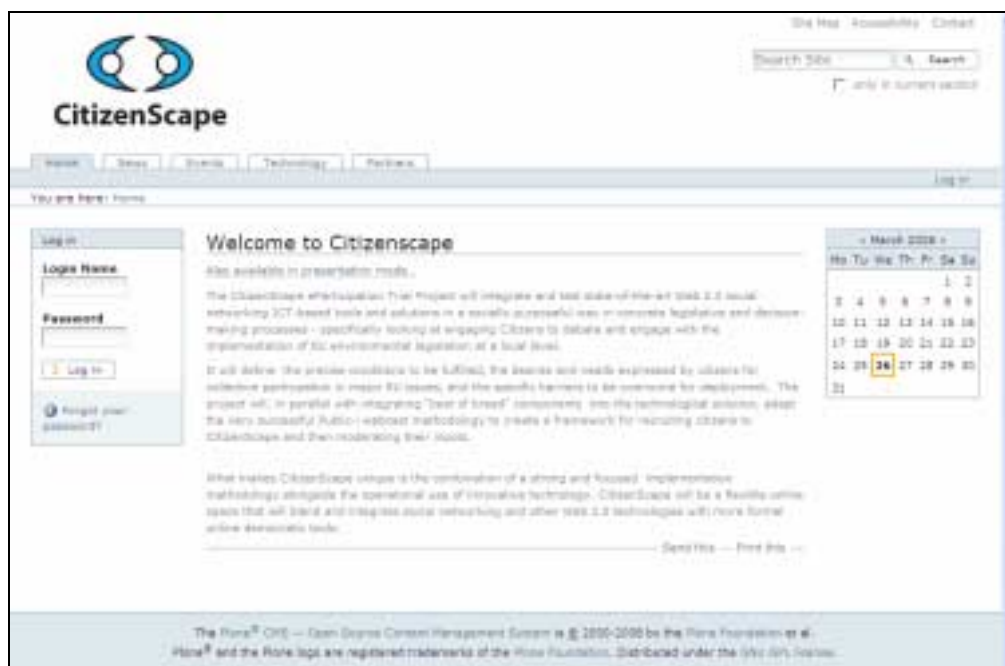 Site Map Accessibility Contact
Search Site Search
only in current section
CitizenScape
Home News Events Technology Partners
Log in
You are here: Home
Log in
Login Name
Password
Log in
Forgot your
password?
Welcome to Citizenscape
Also available in presentation mode...
The CitizenScape eParticipation Trial Project will integrate and test state-of-the-art Web 2.0 social
networking ICT-based tools and solutions in a socially purposeful way in concrete legislative and decision-
making processes - specifically looking at engaging Citizens to debate and engage with the
implementation of EU environmental legislation at a local level.
It will define the precise conditions to be fulfilled, the desires and needs expressed by citizens for
collective participation in major EU issues, and the specific barriers to be overcome for deployment. The
project will, in parallel with integrating "best of breed" components into the technological solution, adapt
the very successful Public-i webcast methodology to create a framework for recruiting citizens to
CitizenScape and then moderating their inputs.
What makes CitizenScape unique is the combination of a strong and focused implementation
methodology alongside the operational use of innovative technology. CitizenScape will be a flexible online
space that will blend and integrate social networking and other Web 2.0 technologies with more formal
online democratic tools.
Send this — Print this —
« March 2008 »
Mo Tu We Th Fr Sa Su
1 2
3 4 5 6 7 8 9
10 11 12 13 14 15 16
17 18 19 20 21 22 23
24 25 26 27 28 29 30
31
The Plone® CMS — Open Source Content Management System is © 2000-2008 by the Plone Foundation et al.
Plone® and the Plone logo are registered trademarks of the Plone Foundation. Distributed under the GNU GPL license.